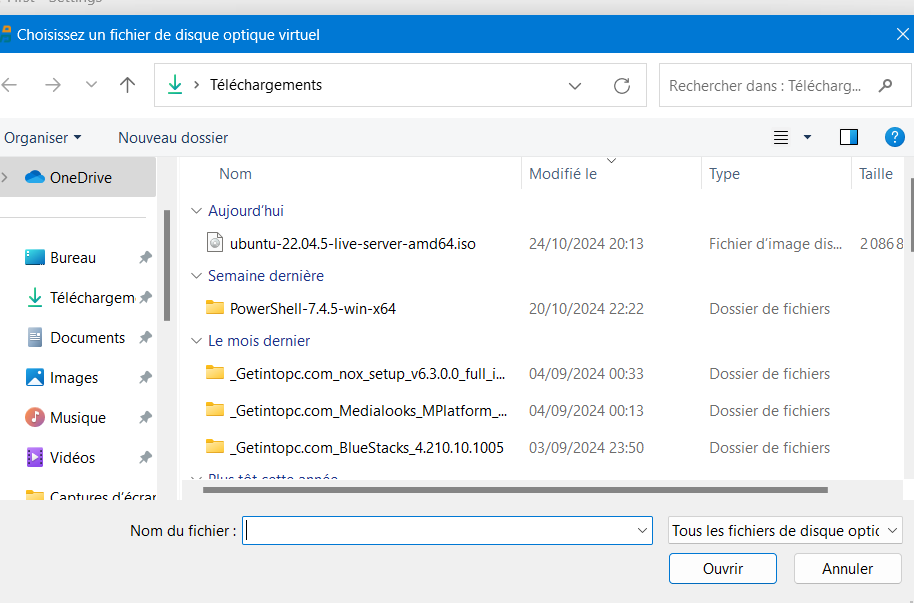 Choisissez un fichier de disque optique virtuel
Téléchargements
Rechercher dans : Télécharg...
Organiser
Nouveau dossier
?
OneDrive
Bureau
Téléchargem
Documents
Images
Musique
Vidéos
Captures d'écran
Nom Modifié le Type Taille
Aujourd'hui
ubuntu-22.04.5-live-server-amd64.iso 24/10/2024 20:13 Fichier d'image dis... 2 086 8
Semaine dernière
PowerShell-7.4.5-win-x64 20/10/2024 22:22 Dossier de fichiers
Le mois dernier
_Getintopc.com_nox_setup_v6.3.0.0_full_i... 04/09/2024 00:33 Dossier de fichiers
_Getintopc.com_Medialooks_MPlatform_... 04/09/2024 00:13 Dossier de fichiers
_Getintopc.com_BlueStacks_4.210.10.1005 03/09/2024 23:50 Dossier de fichiers
Plus tôt cette année
Nom du fichier :
Tous les fichiers de disque optic
Ouvrir
Annuler